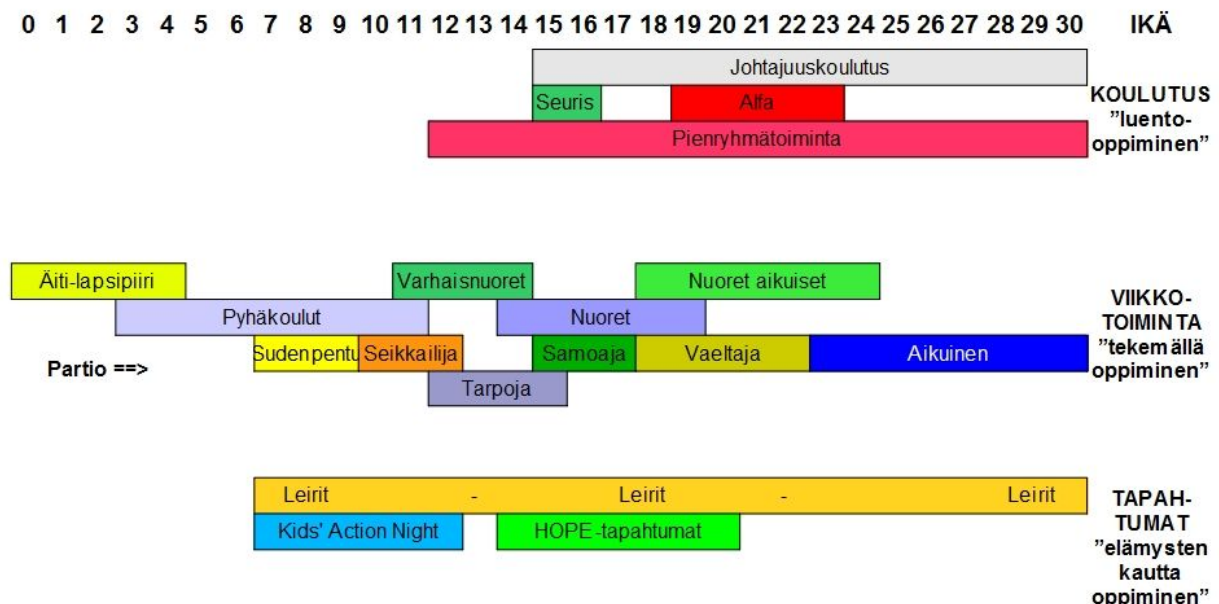 0 1 2 3 4 5 6 7 8 9 10 11 12 13 14 15 16 17 18 19 20 21 22 23 24 25 26 27 28 29 30 IKÄ
Johtajuuskoulutus
Seuris Alfa
Pienryhmätoiminta
KOULUTUS
"luento-
oppiminen"
Äiti-lapsipiiri Varhaisnuoret Nuoret aikuiset
Pyhäkoulut Nuoret
Sudenpentu Seikkailija Samoaja Vaeltaja Aikuinen
Partio ==>
Tarpoja
VIIKKO-
TOIMINTA
"tekemällä
oppiminen"
Leirit - Leirit - Leirit
Kids' Action Night HOPE-tapahtumat
TAPAH-
TUMAT
"elämysten
kautta
oppiminen"